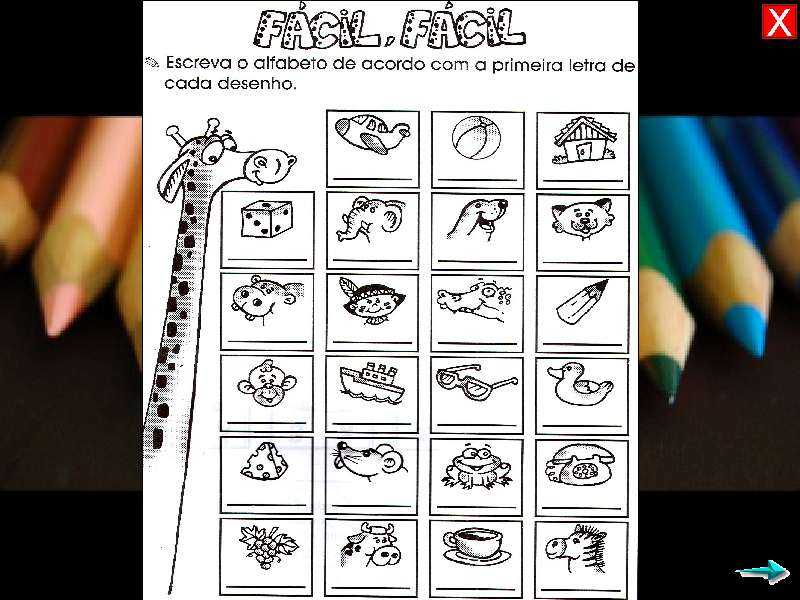 FÁCIL, FÁCIL
Escreva o alfabeto de acordo com a primeira letra de
cada desenho.
X